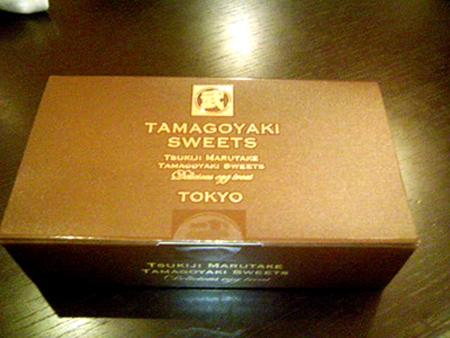 TAMAGOYAKI
SWEETS
TSUKIJI MARUTAKE
TAMAGOYAKI SWEETS
Delicious egg treat
TOKYO
TSUKIJI MARUTAKE
TAMAGOYAKI SWEETS
Delicious egg treat